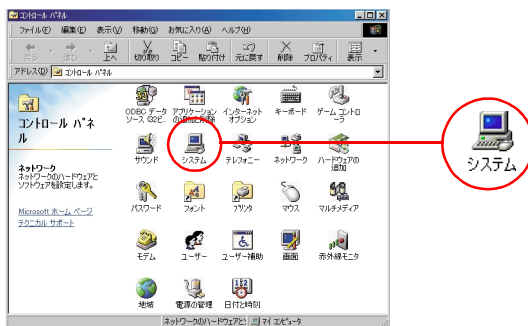 コントロール パネル
ファイル(F) 編集(E) 表示(V) 移動(G) お気に入り(A) ヘルプ(H)
戻る 進む 上へ 切り取り コピー 貼り付け 元に戻す 削除 プロパティ 表示
アドレス(D) コントロール パネル
コントロール パネ
ル
ネットワーク
ネットワークのハードウェアと
ソフトウェアを設定します。
Microsoft ホーム ページ
テクニカル サポート
ODBC データ ソース (32ビ... アプリケーションの追加と削除 インターネット オプション キーボード ゲーム コントローラ
サウンド システム テレフォニー ネットワーク ハードウェアの追加
パスワード フォント プリンタ マウス マルチメディア
モデム ユーザー ユーザー補助 画面 赤外線モニタ
地域 電源の管理 日付と時刻
ネットワークのハードウェアと マイ コンピュータ
システム